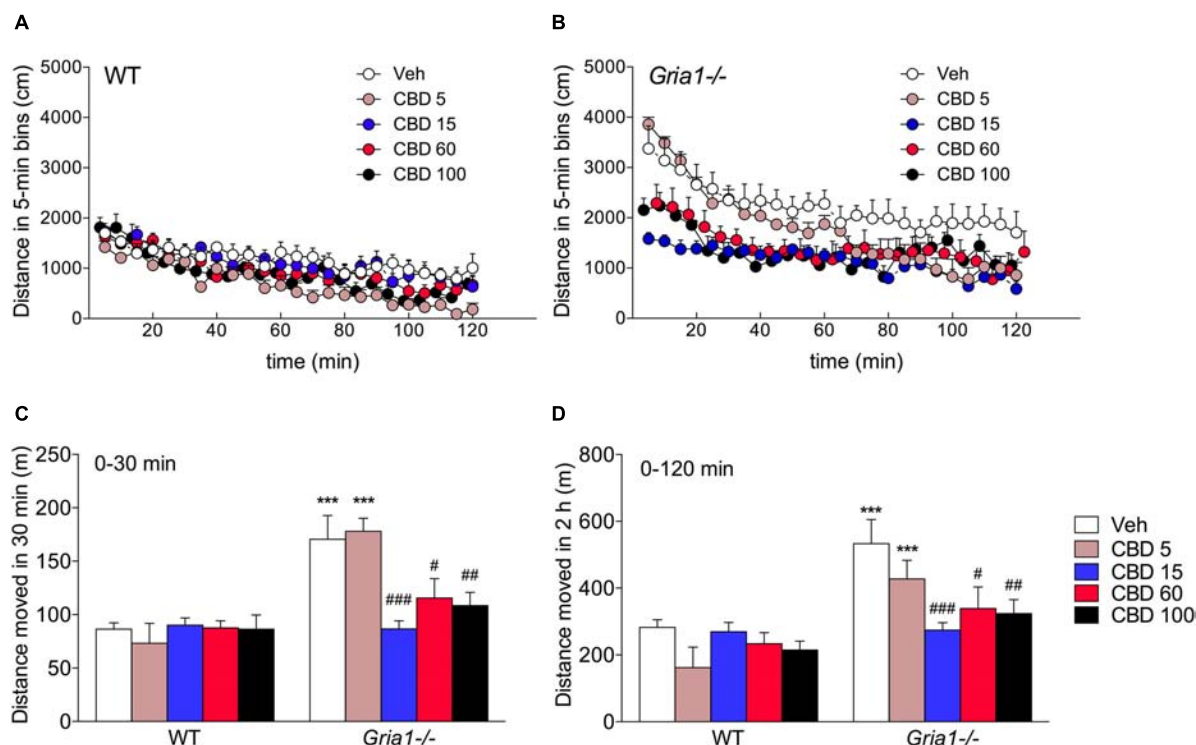 A
Distance in 5-min bins (cm)
5000
4000
3000
2000
1000
0
WT
Veh
CBD 5
CBD 15
CBD 60
CBD 100
20
40
60
80
100
120
time (min)
B
Distance in 5-min bins (cm)
5000
4000
3000
2000
1000
0
Gria1-/-
Veh
CBD 5
CBD 15
CBD 60
CBD 100
20
40
60
80
100
120
time (min)
C
Distance moved in 30 min (m)
250
200
150
100
50
0
0-30 min
***
***
###
#
##
WT
Gria1-/-
D
Distance moved in 2 h (m)
800
600
400
200
0
0-120 min
***
***
###
#
##
WT
Gria1-/-
Veh
CBD 5
CBD 15
CBD 60
CBD 100